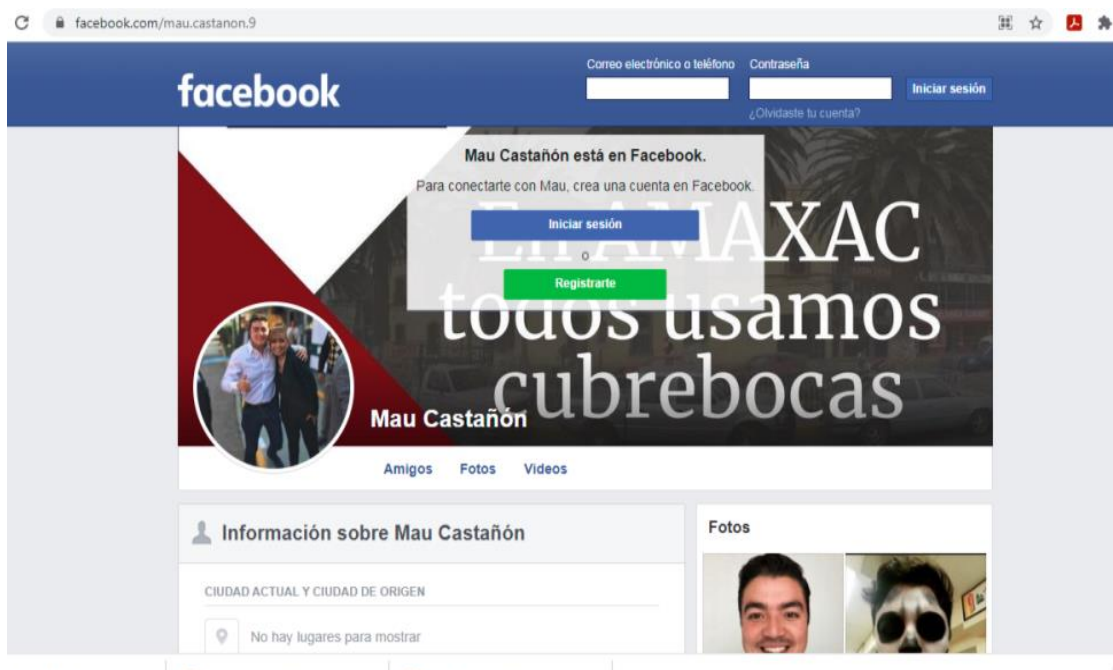 facebook.com/mau.castanon.9
facebook
Correo electrónico o teléfono
Contraseña
Iniciar sesión
¿Olvidaste tu cuenta?
Mau Castañón está en Facebook.
Para conectarte con Mau, crea una cuenta en Facebook.
Iniciar sesión
o
Registrarte
En AMAXAC
todos usamos
cubrebocas
Mau Castañón
Amigos Fotos Videos
Información sobre Mau Castañón
CIUDAD ACTUAL Y CIUDAD DE ORIGEN
No hay lugares para mostrar
Fotos